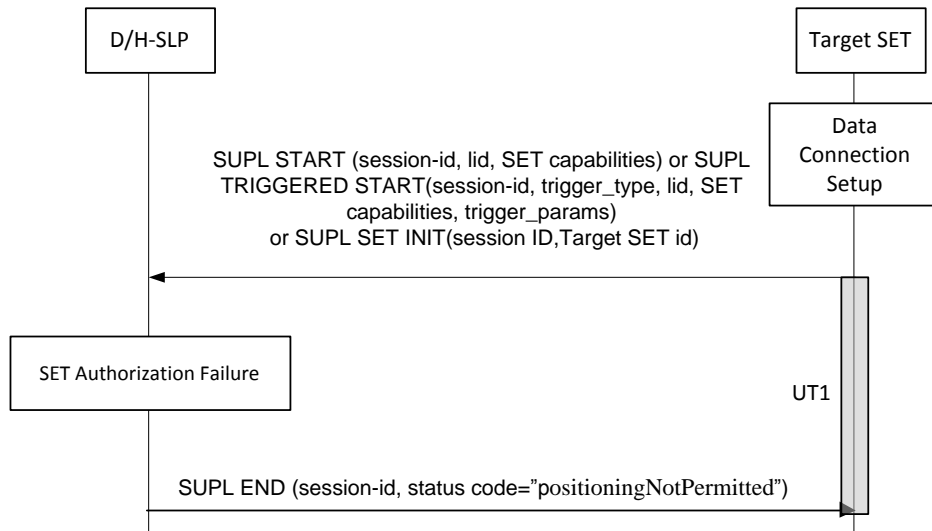 D/H-SLP
Target SET
Data
Connection
Setup
SUPL START (session-id, lid, SET capabilities) or SUPL
TRIGGERED START(session-id, trigger_type, lid, SET
capabilities, trigger_params)
or SUPL SET INIT(session ID,Target SET id)
SET Authorization Failure
UT1
SUPL END (session-id, status code=”positioningNotPermitted”)